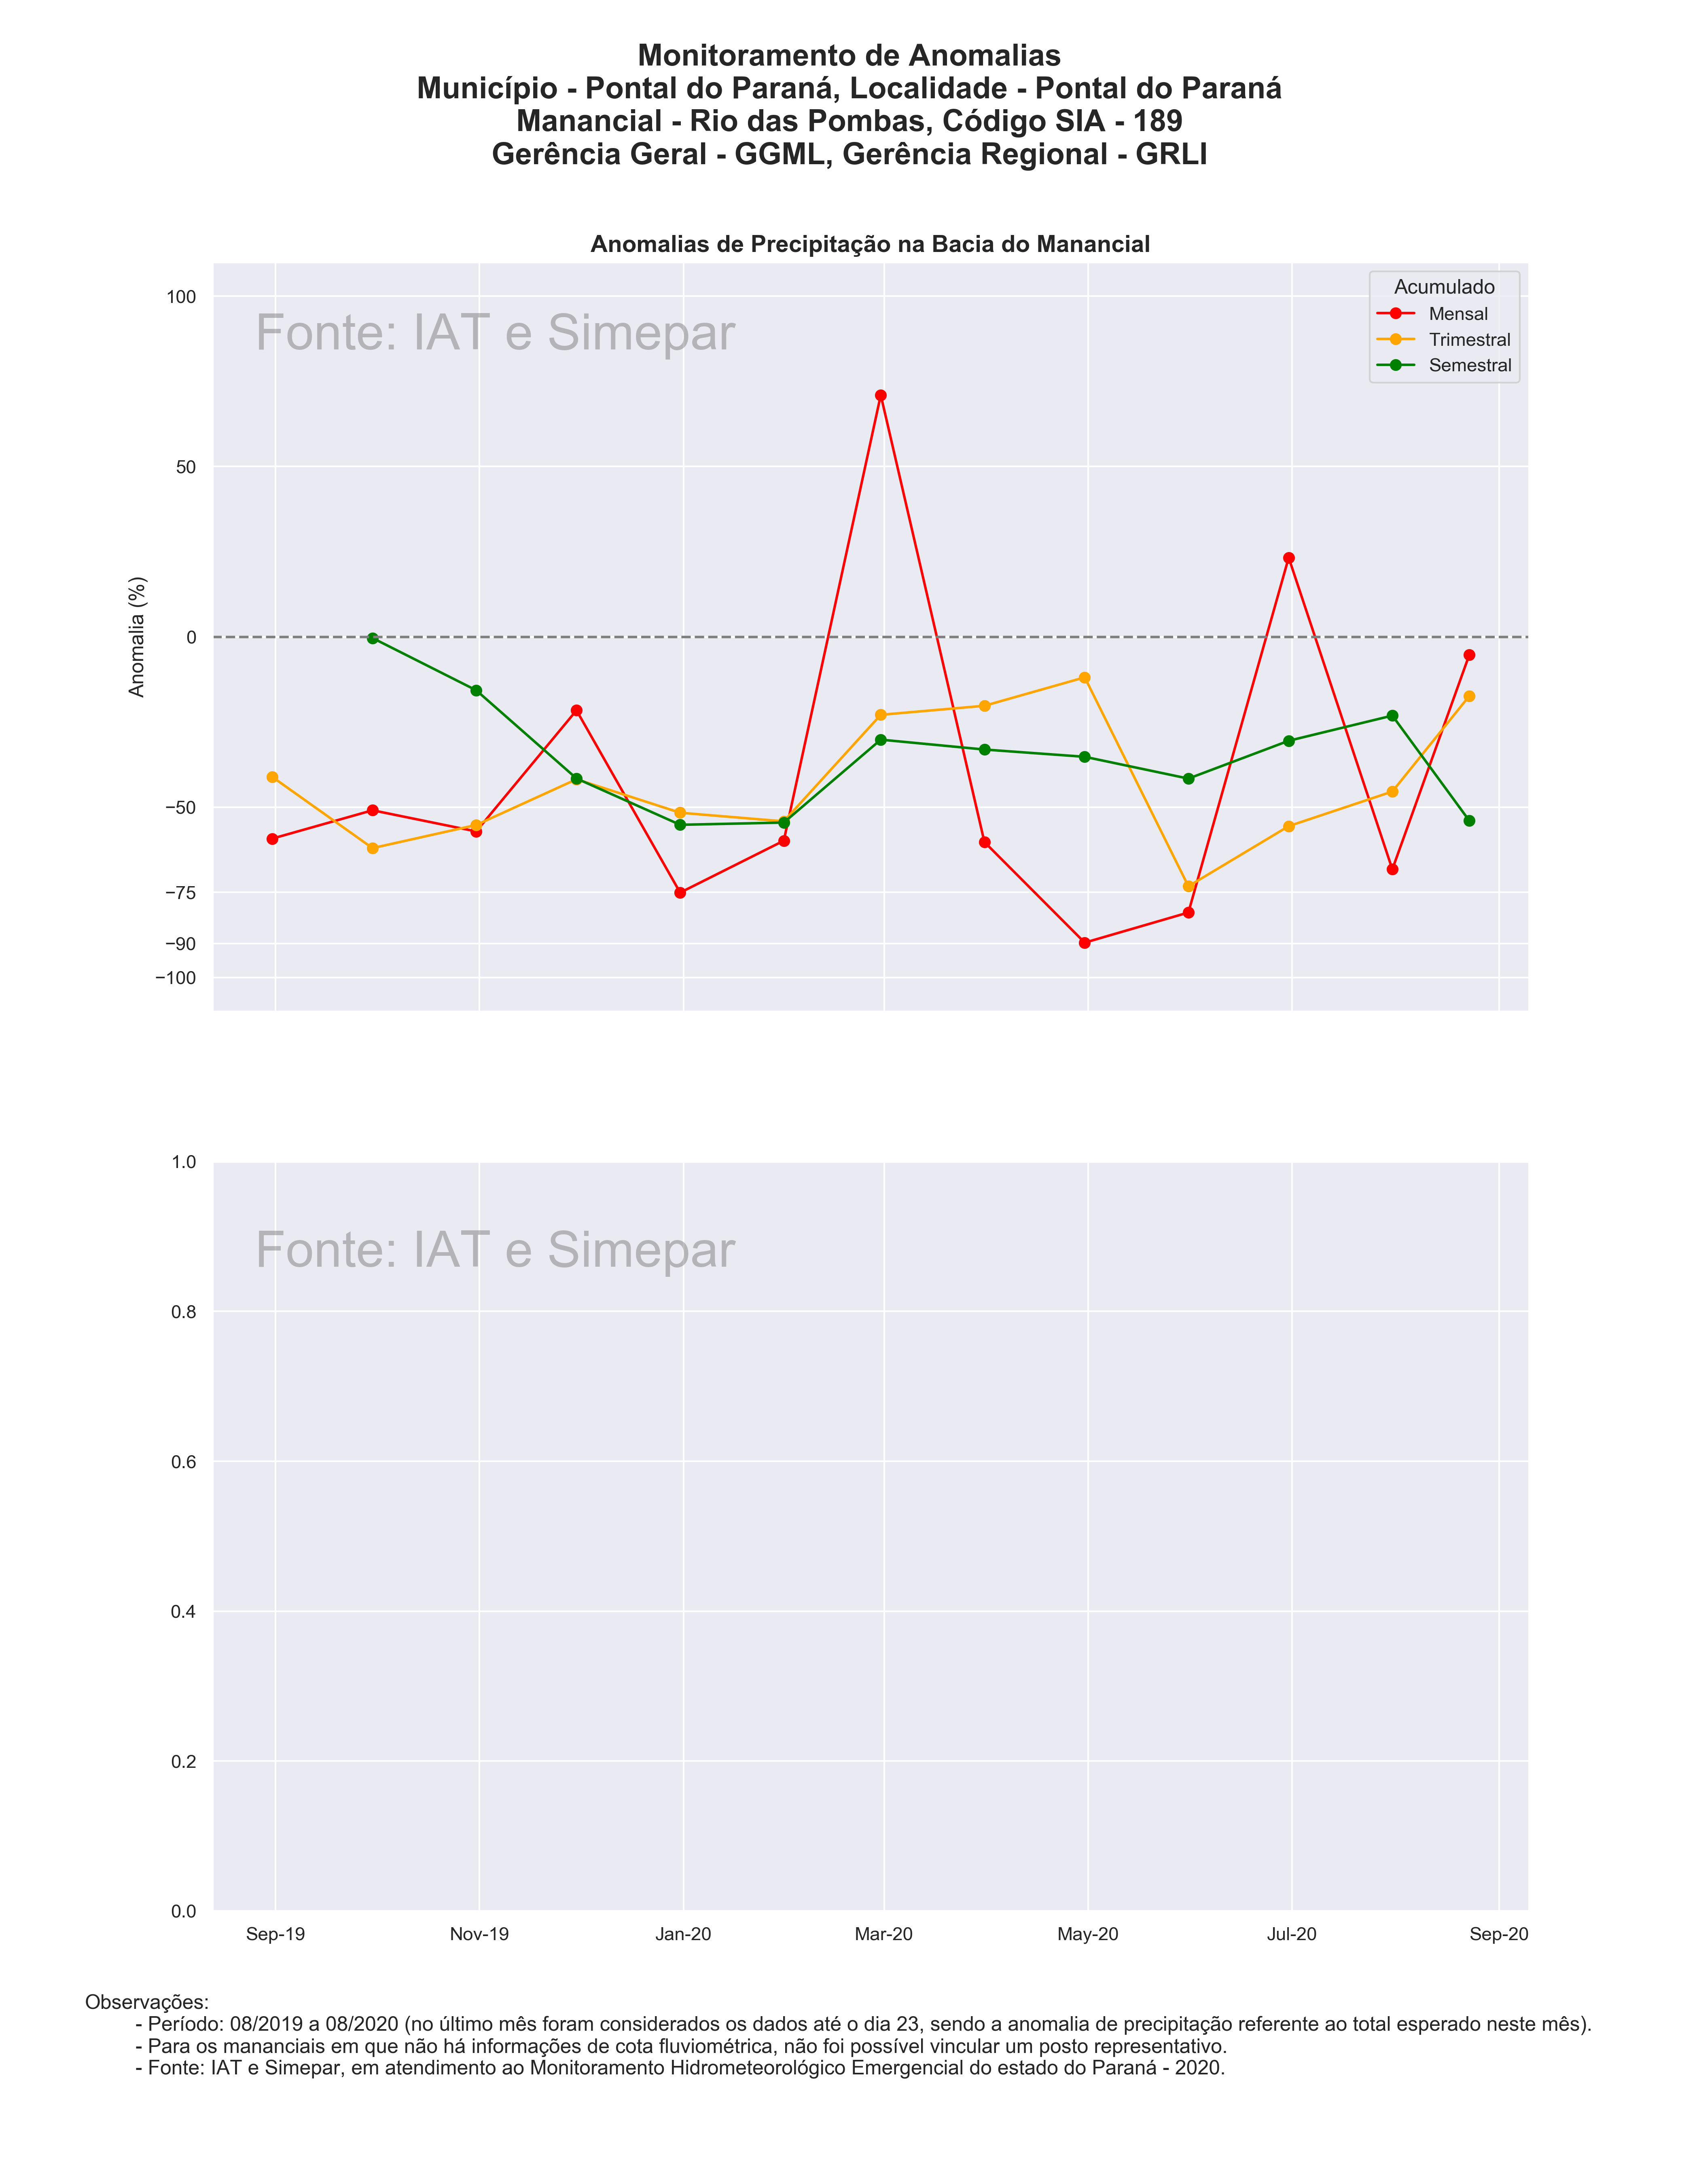 Monitoramento de Anomalias
Município - Pontal do Paraná, Localidade - Pontal do Paraná
Manancial - Rio das Pombas, Código SIA - 189
Gerência Geral - GGML, Gerência Regional - GRLI
Anomalias de Precipitação na Bacia do Manancial
Fonte: IAT e Simepar
Acumulado
Mensal
Trimestral
Semestral
Anomalia (%)
100
50
0
−50
−75
−90
−100
Fonte: IAT e Simepar
1.0
0.8
0.6
0.4
0.2
0.0
Sep-19 Nov-19 Jan-20 Mar-20 May-20 Jul-20 Sep-20
Observações:
- Período: 08/2019 a 08/2020 (no último mês foram considerados os dados até o dia 23, sendo a anomalia de precipitação referente ao total esperado neste mês).
- Para os mananciais em que não há informações de cota fluviométrica, não foi possível vincular um posto representativo.
- Fonte: IAT e Simepar, em atendimento ao Monitoramento Hidrometeorológico Emergencial do estado do Paraná - 2020.